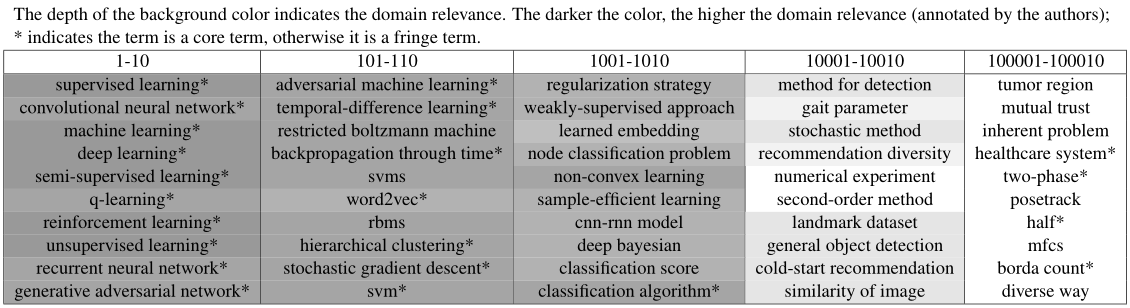 The depth of the background color indicates the domain relevance. The darker the color, the higher the domain relevance (annotated by the authors);
* indicates the term is a core term, otherwise it is a fringe term.
1-10 101-110 1001-1010 10001-10010 100001-100010
supervised learning* adversarial machine learning* regularization strategy method for detection tumor region
convolutional neural network* temporal-difference learning* weakly-supervised approach gait parameter mutual trust
machine learning* restricted boltzmann machine learned embedding stochastic method inherent problem
deep learning* backpropagation through time* node classification problem recommendation diversity healthcare system*
semi-supervised learning* svms non-convex learning numerical experiment two-phase*
q-learning* word2vec* sample-efficient learning second-order method posetrack
reinforcement learning* rbms cnn-rnn model landmark dataset half*
unsupervised learning* hierarchical clustering* deep bayesian general object detection mfcs
recurrent neural network* stochastic gradient descent* classification score cold-start recommendation borda count*
generative adversarial network* svm* classification algorithm* similarity of image diverse way